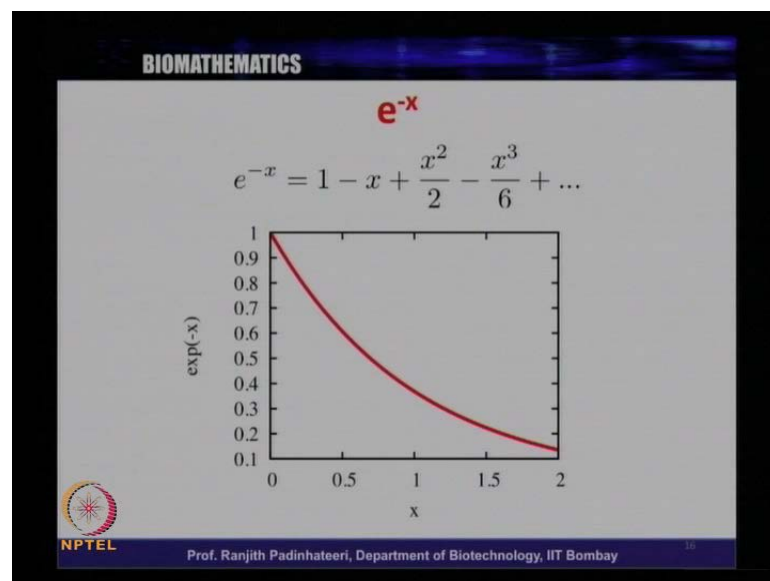 BIOMATHEMATICS
e^{-x}
e^{-x} = 1 - x + \frac{x^2}{2} - \frac{x^3}{6} + ...
1
0.9
0.8
0.7
0.6
0.5
0.4
0.3
0.2
0.1
exp(-x)
0 0.5 1 1.5 2
x
NPTEL
Prof. Ranjith Padinhateeri, Department of Biotechnology, IIT Bombay
16